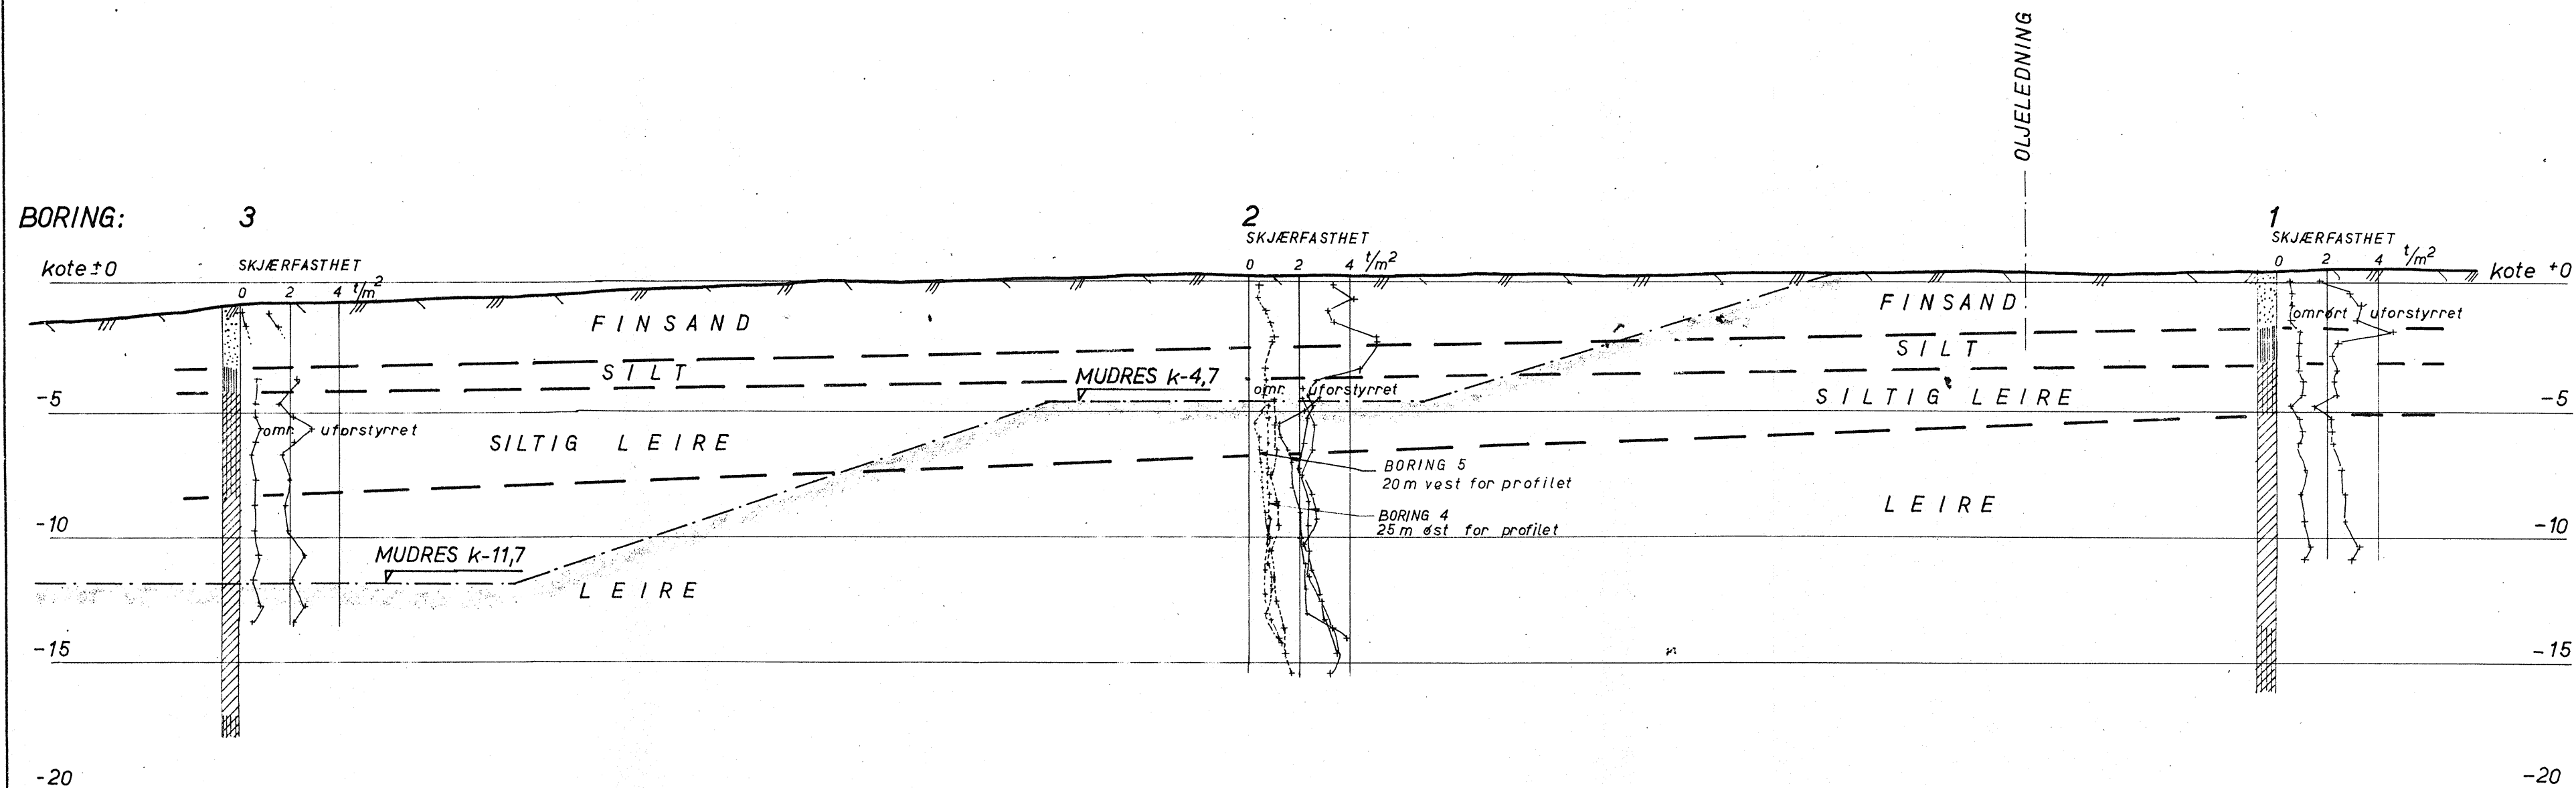 OLJELEDNING
BORING:
3
2
1
SKJÆRFASTHET
0 2 4 t/m²
SKJÆRFASTHET
0 2 4 t/m²
SKJÆRFASTHET
0 2 4 t/m²
kote ±0
kote +0
FINSAND
FINSAND
omrørt uforstyrret
SILT
SILT
MUDRES k-4,7
omr. uforstyrret
SILTIG LEIRE
-5
-5
omr. uforstyrret
SILTIG LEIRE
BORING 5
20 m vest for profilet
BORING 4
25 m øst for profilet
LEIRE
-10
-10
MUDRES k-11,7
LEIRE
-15
-15
-20
-20